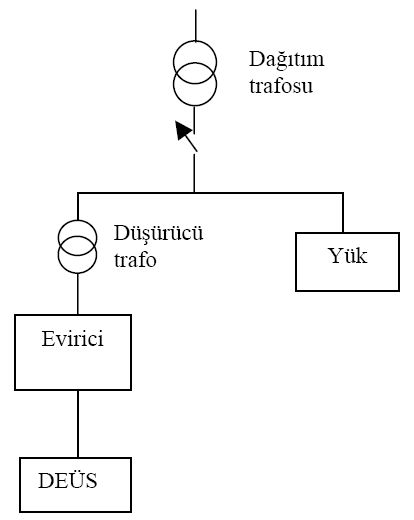 Dağıtım
trafosu
Düşürücü
trafo
Yük
Evirici
DEÜS